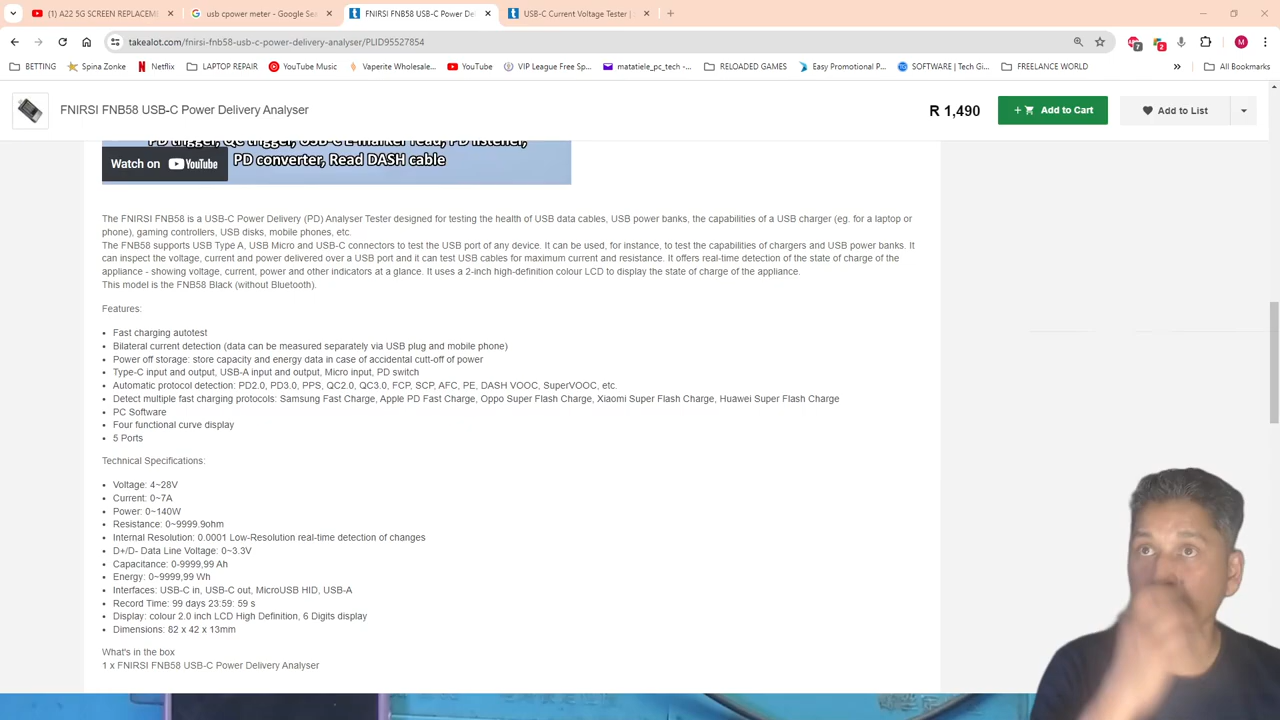 (1) A22 5G SCREEN REPLACEM
usb cpower meter - Google Se
FNIRSI FNB58 USB-C Power De
USB-C Current Voltage Tester |
takealot.com/fnirsi-fnb58-usb-c-power-delivery-analyser/PLID95527854
7
2
M
BETTING
Spina Zonke
Netflix
LAPTOP REPAIR
YouTube Music
Vaperite Wholesale...
YouTube
VIP League Free Sp...
matatiele_pc_tech -...
RELOADED GAMES
Easy Promotional P...
SOFTWARE | Tech Gi...
FREELANCE WORLD
All Bookmarks
FNIRSI FNB58 USB-C Power Delivery Analyser
R 1,490
+ Add to Cart
Add to List
PD trigger, QC trigger, USB-C E-marker read, PD listener,
PD converter, Read DASH cable
Watch on YouTube
The FNIRSI FNB58 is a USB-C Power Delivery (PD) Analyser Tester designed for testing the health of USB data cables, USB power banks, the capabilities of a USB charger (eg. for a laptop or
phone), gaming controllers, USB disks, mobile phones, etc.
The FNB58 supports USB Type A, USB Micro and USB-C connectors to test the USB port of any device. It can be used, for instance, to test the capabilities of chargers and USB power banks. It
can inspect the voltage, current and power delivered over a USB port and it can test USB cables for maximum current and resistance. It offers real-time detection of the state of charge of the
appliance - showing voltage, current, power and other indicators at a glance. It uses a 2-inch high-definition colour LCD to display the state of charge of the appliance.
This model is the FNB58 Black (without Bluetooth).
Features:
• Fast charging autotest
• Bilateral current detection (data can be measured separately via USB plug and mobile phone)
• Power off storage: store capacity and energy data in case of accidental cutt-off of power
• Type-C input and output, USB-A input and output, Micro input, PD switch
• Automatic protocol detection: PD2.0, PD3.0, PPS, QC2.0, QC3.0, FCP, SCP, AFC, PE, DASH VOOC, SuperVOOC, etc.
• Detect multiple fast charging protocols: Samsung Fast Charge, Apple PD Fast Charge, Oppo Super Flash Charge, Xiaomi Super Flash Charge, Huawei Super Flash Charge
• PC Software
• Four functional curve display
• 5 Ports
Technical Specifications:
• Voltage: 4~28V
• Current: 0~7A
• Power: 0~140W
• Resistance: 0~9999.9ohm
• Internal Resolution: 0.0001 Low-Resolution real-time detection of changes
• D+/D- Data Line Voltage: 0~3.3V
• Capacitance: 0-9999,99 Ah
• Energy: 0~9999,99 Wh
• Interfaces: USB-C in, USB-C out, MicroUSB HID, USB-A
• Record Time: 99 days 23:59: 59 s
• Display: colour 2.0 inch LCD High Definition, 6 Digits display
• Dimensions: 82 x 42 x 13mm
What's in the box
1 x FNIRSI FNB58 USB-C Power Delivery Analyser